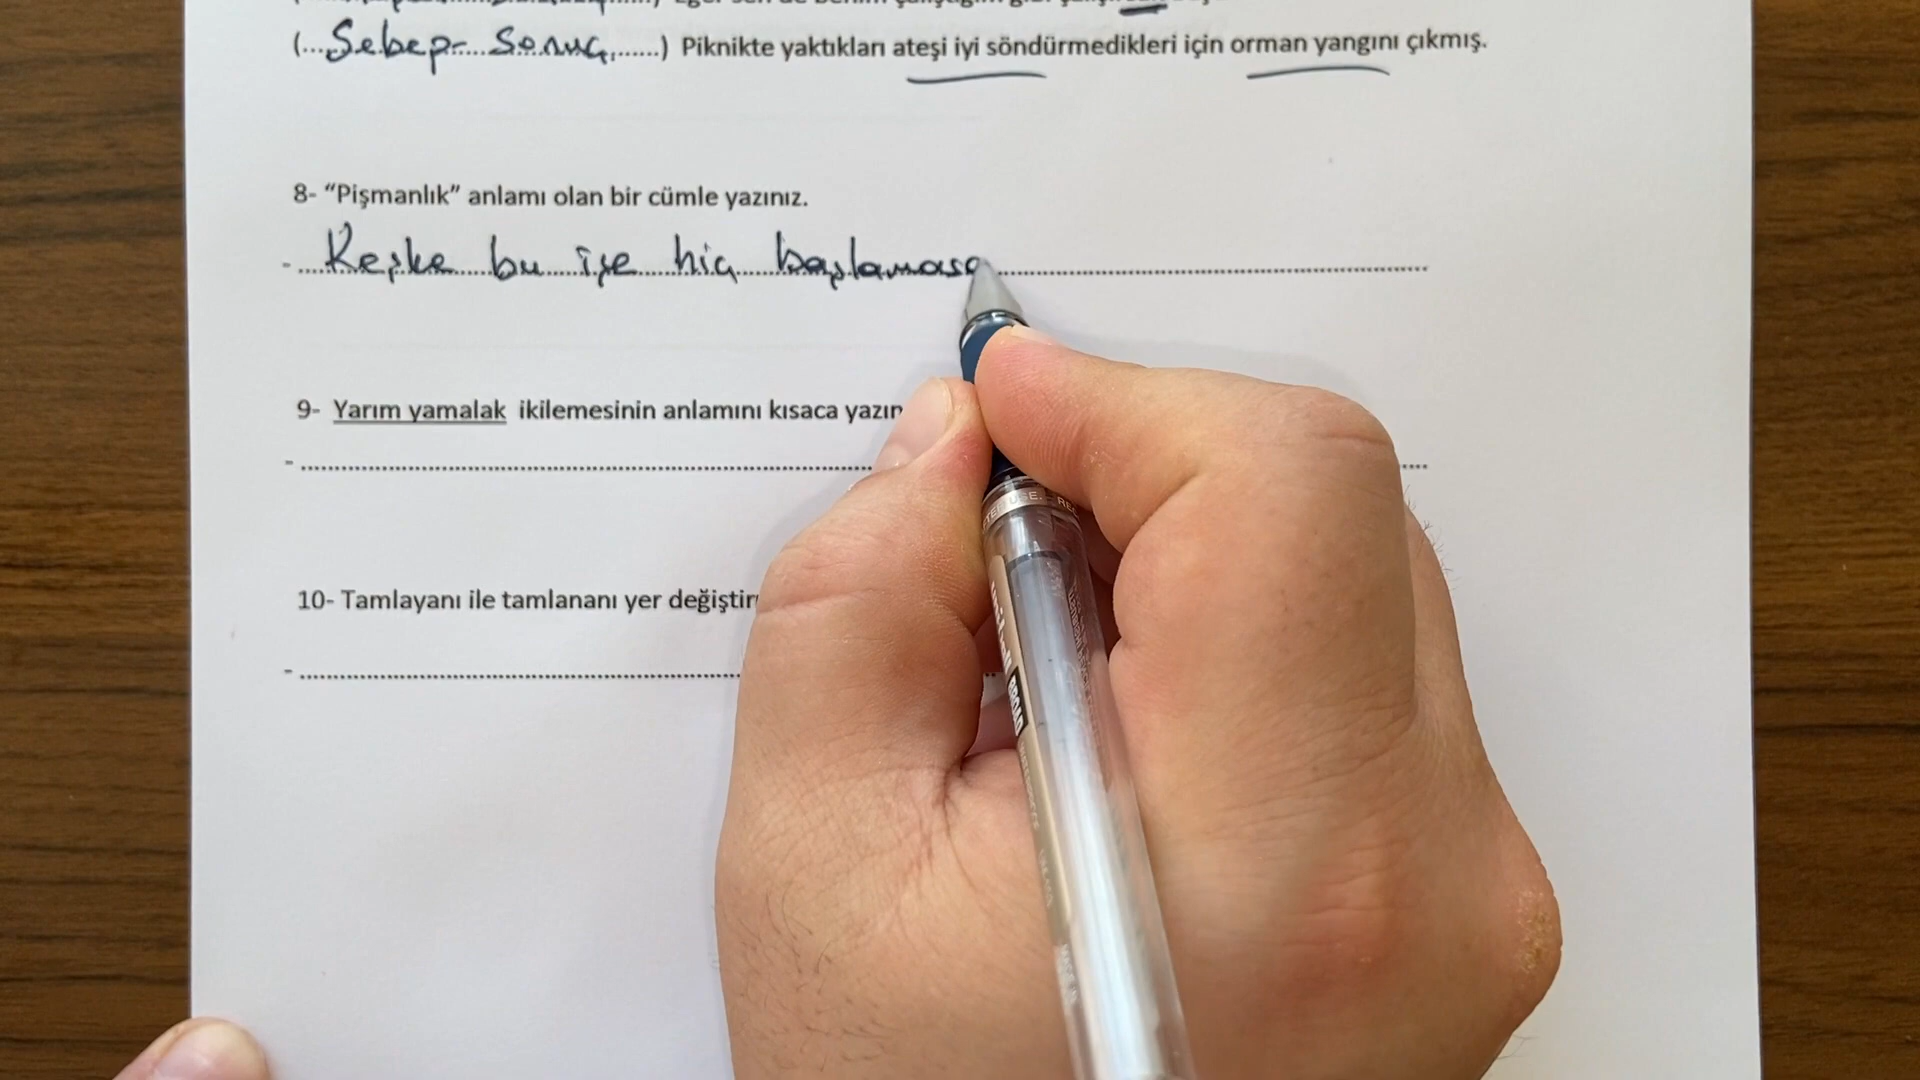 (...Sebep-...Sonuç.......) Piknikte yaktıkları ateşi iyi söndürmedikleri için orman yangını çıkmış.
8- “Pişmanlık” anlamı olan bir cümle yazınız.
- Keşke bu işe hiç başlamasa
9- Yarım yamalak ikilemesinin anlamını kısaca yazın
10- Tamlayanı ile tamlananı yer değiştir